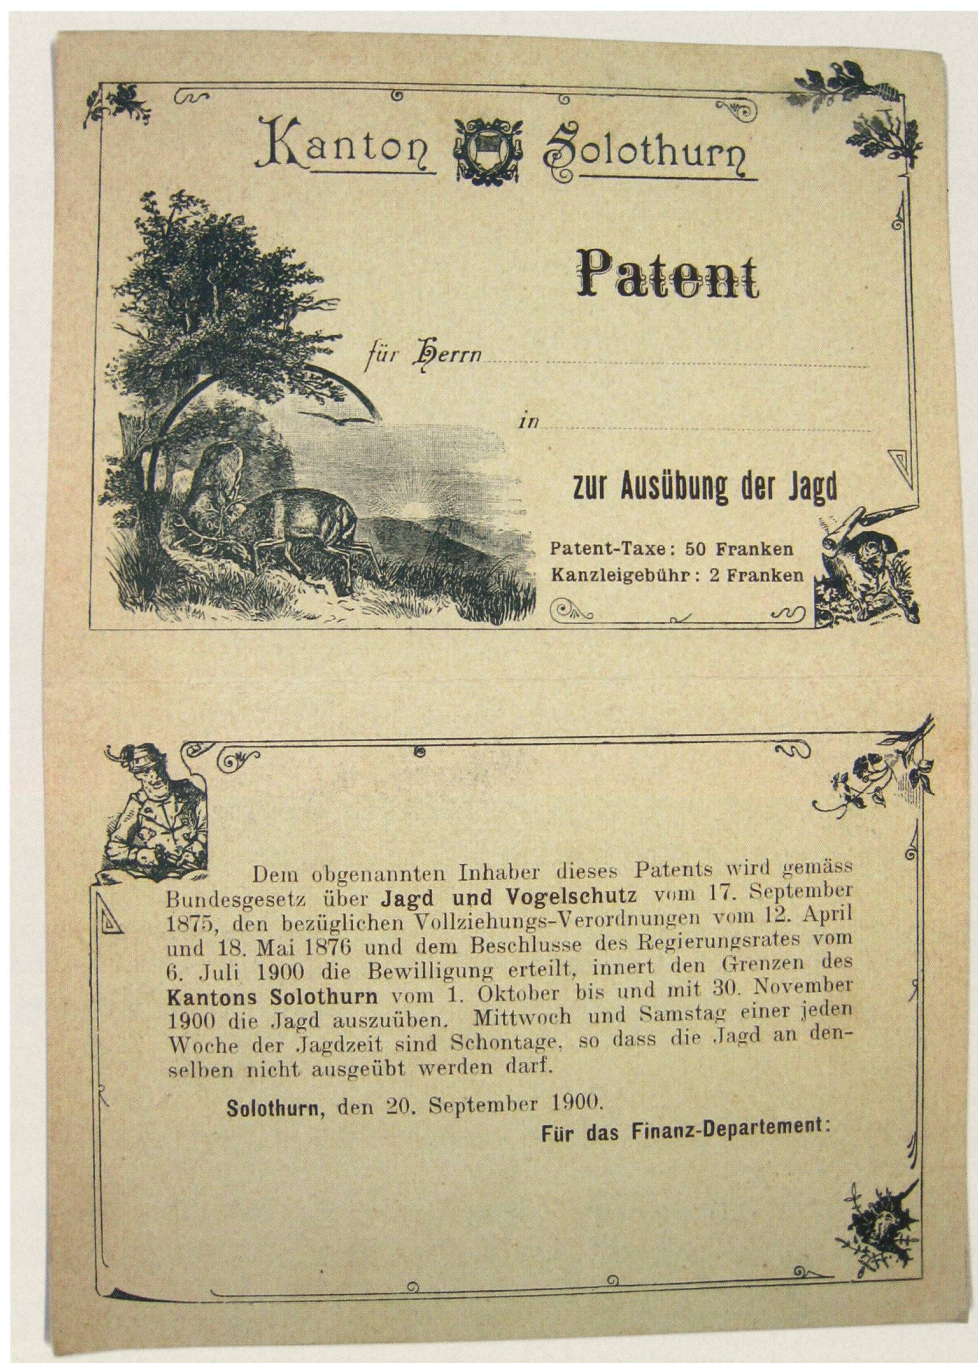 Kanton Solothurn
Patent
für Herrn
in
zur Ausübung der Jagd
Patent-Taxe: 50 Franken
Kanzleigebühr: 2 Franken
Dem obgenannten Inhaber dieses Patents wird gemäss
Bundesgesetz über Jagd und Vogelschutz vom 17. September
1875, den bezüglichen Vollziehungs-Verordnungen vom 12. April
und 18. Mai 1876 und dem Beschlusse des Regierungsrates vom
6. Juli 1900 die Bewilligung erteilt, innert den Grenzen des
Kantons Solothurn vom 1. Oktober bis und mit 30. November
1900 die Jagd auszuüben. Mittwoch und Samstag einer jeden
Woche der Jagdzeit sind Schontage, so dass die Jagd an den-
selben nicht ausgeübt werden darf.
Solothurn, den 20. September 1900.
Für das Finanz-Departement: